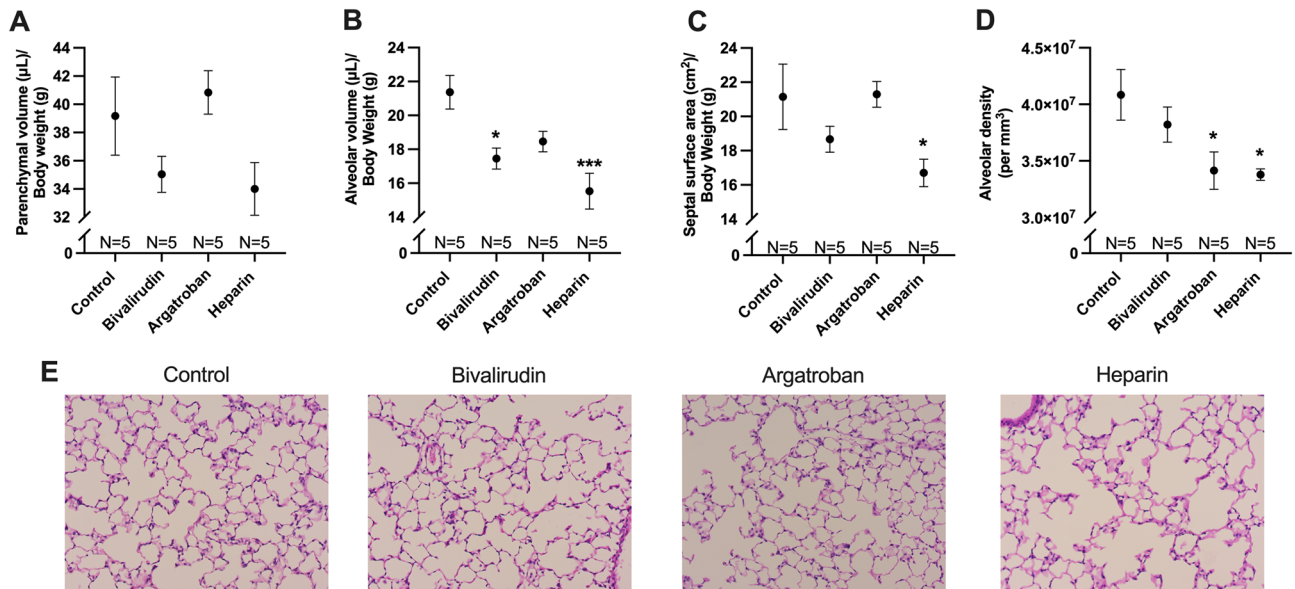 A
Parenchymal volume (µL)/
Body weight (g)
44
42
40
38
36
34
32
0
N=5 N=5 N=5 N=5
Control
Bivalirudin
Argatroban
Heparin
B
Alveolar volume (µL)/
Body Weight (g)
24
22
20
18
16
14
0
*
***
N=5 N=5 N=5 N=5
Control
Bivalirudin
Argatroban
Heparin
C
Septal surface area (cm²)/
Body Weight (g)
24
22
20
18
16
14
0
*
N=5 N=5 N=5 N=5
Control
Bivalirudin
Argatroban
Heparin
D
Alveolar density
(per mm³)
4.5×10⁷
4.0×10⁷
3.5×10⁷
3.0×10⁷
0
* *
N=5 N=5 N=5 N=5
Control
Bivalirudin
Argatroban
Heparin
E
Control
Bivalirudin
Argatroban
Heparin